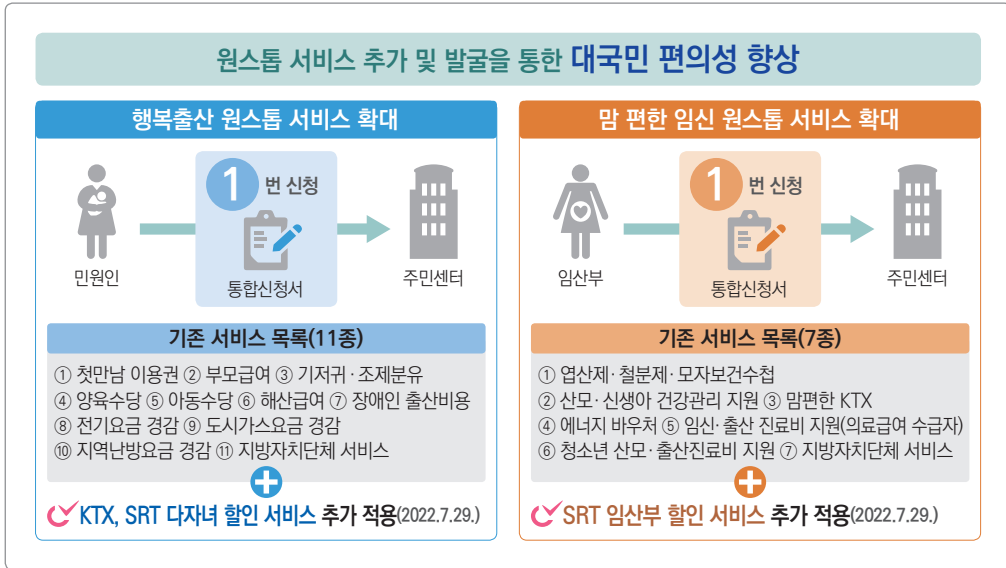 원스톱 서비스 추가 및 발굴을 통한 대국민 편의성 향상
행복출산 원스톱 서비스 확대
1번 신청
민원인
통합신청서
주민센터
기존 서비스 목록(11종)
① 첫만남 이용권 ② 부모급여 ③ 기저귀·조제분유
④ 양육수당 ⑤ 아동수당 ⑥ 해산급여 ⑦ 장애인 출산비용
⑧ 전기요금 경감 ⑨ 도시가스요금 경감
⑩ 지역난방요금 경감 ⑪ 지방자치단체 서비스
+
KTX, SRT 다자녀 할인 서비스 추가 적용(2022.7.29.)
맘 편한 임신 원스톱 서비스 확대
1번 신청
임산부
통합신청서
주민센터
기존 서비스 목록(7종)
① 엽산제·철분제·모자보건수첩
② 산모·신생아 건강관리 지원 ③ 맘편한 KTX
④ 에너지 바우처 ⑤ 임신·출산 진료비 지원(의료급여 수급자)
⑥ 청소년 산모·출산진료비 지원 ⑦ 지방자치단체 서비스
+
SRT 임산부 할인 서비스 추가 적용(2022.7.29.)